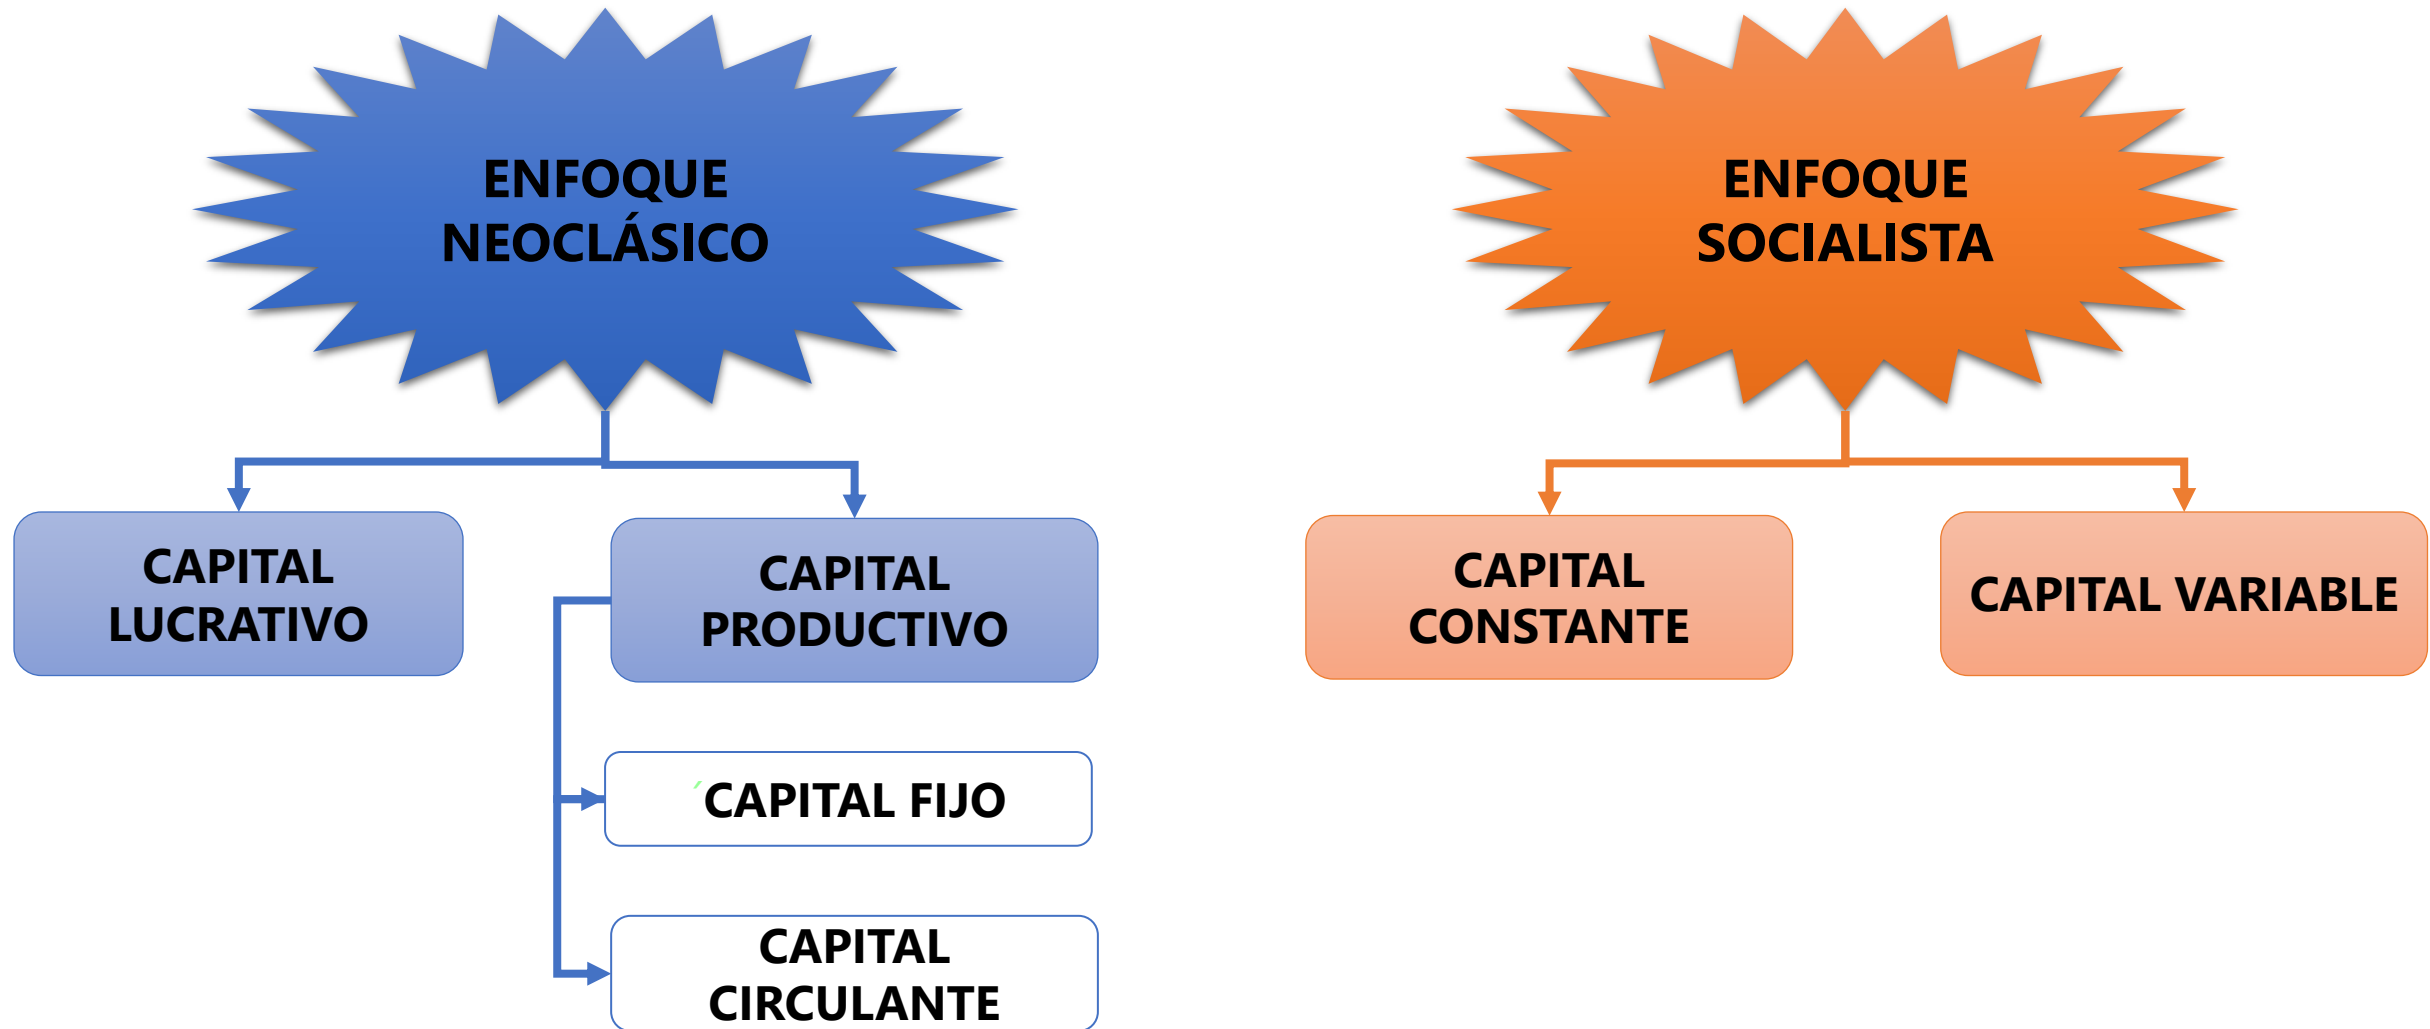 ENFOQUE
NEOCLÁSICO
ENFOQUE
SOCIALISTA
CAPITAL
LUCRATIVO
CAPITAL
PRODUCTIVO
CAPITAL
CONSTANTE
CAPITAL VARIABLE
´CAPITAL FIJO
CAPITAL
CIRCULANTE